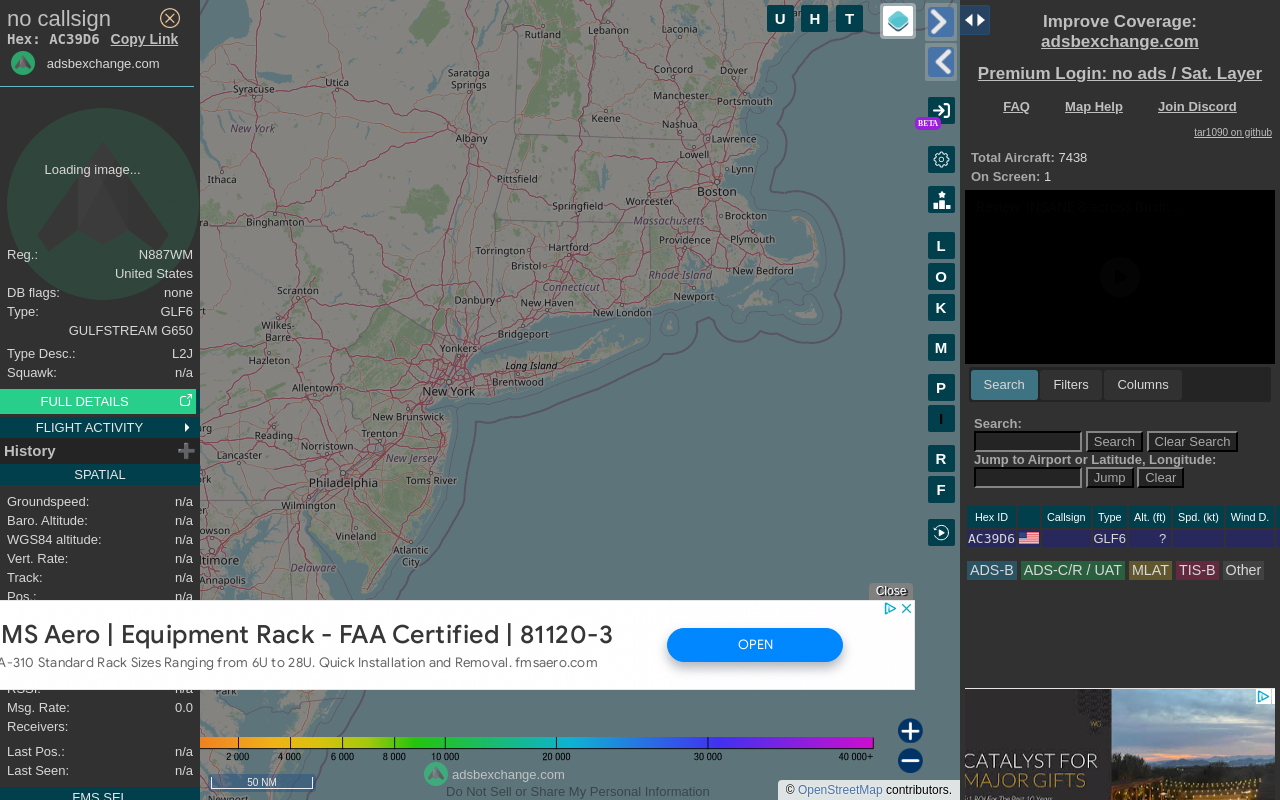 no callsign
Hex: AC39D6 Copy Link
adsbexchange.com
Loading image...
Reg.: N887WM
United States
DB flags: none
Type: GLF6
GULFSTREAM G650
Type Desc.: L2J
Squawk: n/a
FULL DETAILS
FLIGHT ACTIVITY
History
SPATIAL
Groundspeed: n/a
Baro. Altitude: n/a
WGS84 altitude: n/a
Vert. Rate: n/a
Track: n/a
Pos.: n/a
RSSI: n/a
Msg. Rate: 0.0
Receivers:
Last Pos.: n/a
Last Seen: n/a
FMS SEL
U H T
BETA
L
O
K
M
P
I
R
F
Rutland
Lebanon
Laconia
Concord
Dover
Saratoga
Springs
Utica
Syracuse
Manchester
Portsmouth
Keene
Nashua
New York
Albany
Lawrence
Lowell
Lynn
Ithaca
Pittsfield
Boston
Worcester
Springfield
Binghamton
Massachusetts
Brockton
Providence
Plymouth
Hartford
Torrington
Bristol
New Bedford
Rhode Island
Connecticut
Newport
Scranton
Danbury
New Haven
New London
Wilkes-
Barre
Bridgeport
Yonkers
Hazleton
Long Island
Brentwood
Allentown
New York
New Brunswick
Trenton
Reading
Norristown
Lancaster
New Jersey
Philadelphia
Toms River
Wilmington
Vineland
Atlantic
City
Delaware
Annapolis
Park
Newport
Close
MS Aero | Equipment Rack - FAA Certified | 81120-3
A-310 Standard Rack Sizes Ranging from 6U to 28U. Quick Installation and Removal. fmsaero.com
OPEN
2 000 4 000 6 000 8 000 10 000 20 000 30 000 40 000+
50 NM
adsbexchange.com
Do Not Sell or Share My Personal Information
© OpenStreetMap contributors.
Improve Coverage:
adsbexchange.com
Premium Login: no ads / Sat. Layer
FAQ Map Help Join Discord
tar1090 on github
Total Aircraft: 7438
On Screen: 1
Search Filters Columns
Search:
Search Clear Search
Jump to Airport or Latitude, Longitude:
Jump Clear
Hex ID Callsign Type Alt. (ft) Spd. (kt) Wind D.
AC39D6 GLF6 ?
ADS-B ADS-C/R / UAT MLAT TIS-B Other
CATALYST FOR
MAJOR GIFTS